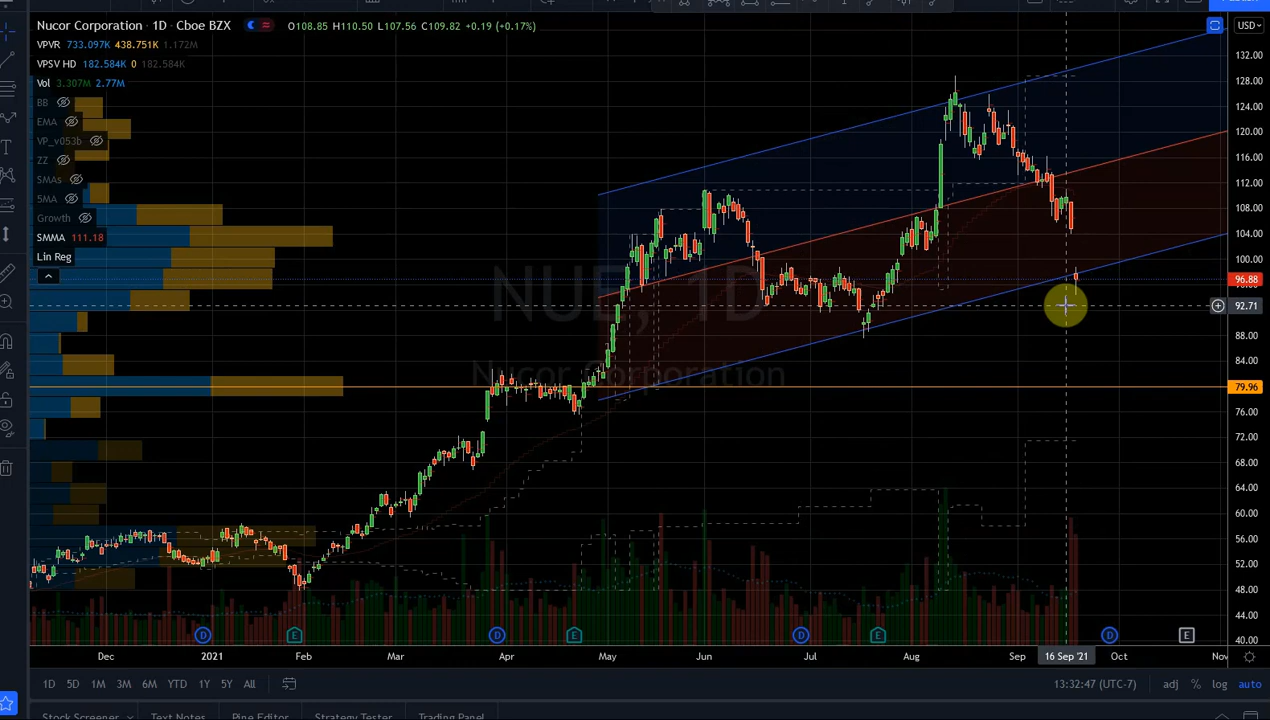 Nucor Corporation · 1D · Cboe BZX O108.85 H110.50 L107.56 C109.82 +0.19 (+0.17%)
USD
VPVR 733.097K 438.751K 1.172M
VPSV HD 182.584K 0 182.584K
Vol 3.307M 2.77M
BB
EMA
VP_v053b
ZZ
SMAs
SMA
Growth
SMMA 111.18
Lin Reg
NUE, 1D
Nucor Corporation
132.00
128.00
124.00
120.00
116.00
112.00
108.00
104.00
100.00
96.88
92.71
88.00
84.00
79.96
76.00
72.00
68.00
64.00
60.00
56.00
52.00
48.00
44.00
40.00
D E D E D E D E
Dec 2021 Feb Mar Apr May Jun Jul Aug Sep 16 Sep '21 Oct Nov
1D 5D 1M 3M 6M YTD 1Y 5Y All 13:32:47 (UTC-7) adj % log auto
Stock Screener Text Notes Pine Editor Strategy Tester Trading Panel